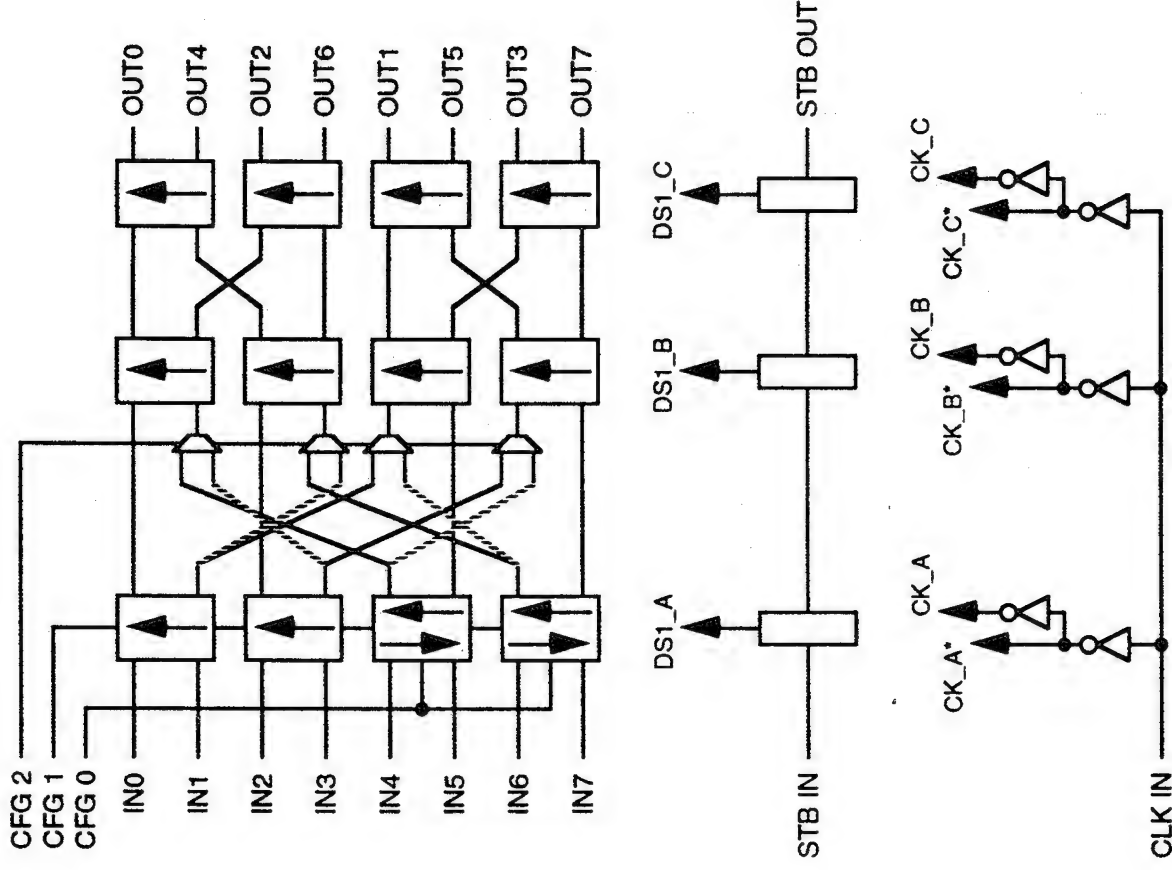 CFG 2
CFG 1
CFG 0
IN0
IN1
IN2
IN3
IN4
IN5
IN6
IN7
OUT0
OUT4
OUT2
OUT6
OUT1
OUT5
OUT3
OUT7
DS1_A
DS1_B
DS1_C
STB IN
STB OUT
CK_A*
CK_A
CK_B*
CK_B
CK_C*
CK_C
CLK IN